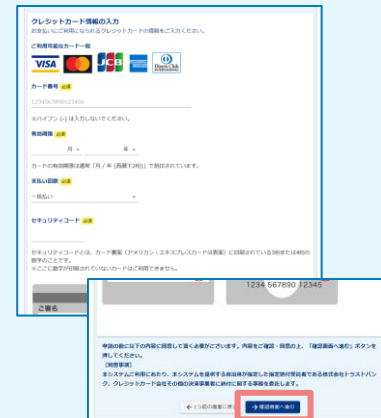 クレジットカード情報の入力
お支払いにご利用になられるクレジットカードの情報をご入力ください。
ご利用可能なカード一覧
VISA JCB Diners Club
カード番号 必須
1234567890123456
※ハイフン (-) は入力しないでください。
有効期限 必須
月 年
カードの有効期限は通常「月 / 年 (西暦下2桁)」で刻印されています。
支払い回数 必須
一括払い
セキュリティコード 必須
セキュリティコードとは、カード裏面 (アメリカン・エキスプレスカードは表面) に印刷されている3桁または4桁の
数字のことです。
※ここに数字が印刷されていないカードはご利用できません。
ご署名
1234 567890 12345
申請の前に以下の内容に同意して頂く必要がございます。内容をご確認・同意の上、「確認画面へ進む」ボタンを
押してください。
【同意事項】
本システムご利用にあたり、本システムを提供する自治体が指定した指定納付受託者である株式会社トラストバン
ク、クレジットカード会社その他の決済事業者に納付に関する事務を委託します。
1つ前の画面に戻
確認画面へ進む